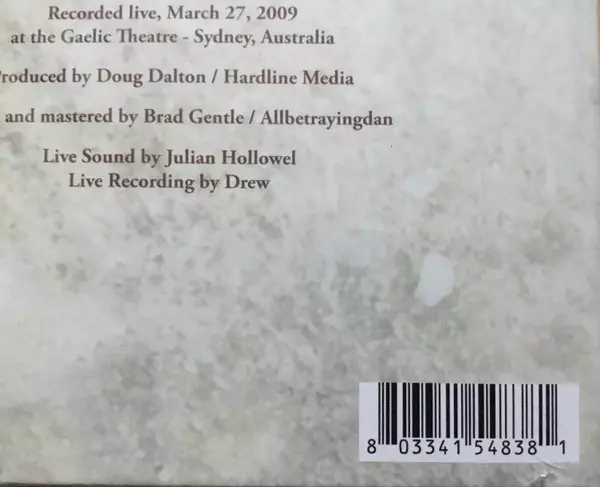 Recorded live, March 27, 2009
at the Gaelic Theatre - Sydney, Australia
roduced by Doug Dalton / Hardline Media
and mastered by Brad Gentle / Allbetrayingdan
Live Sound by Julian Hollowel
Live Recording by Drew
8 03341 54838 1